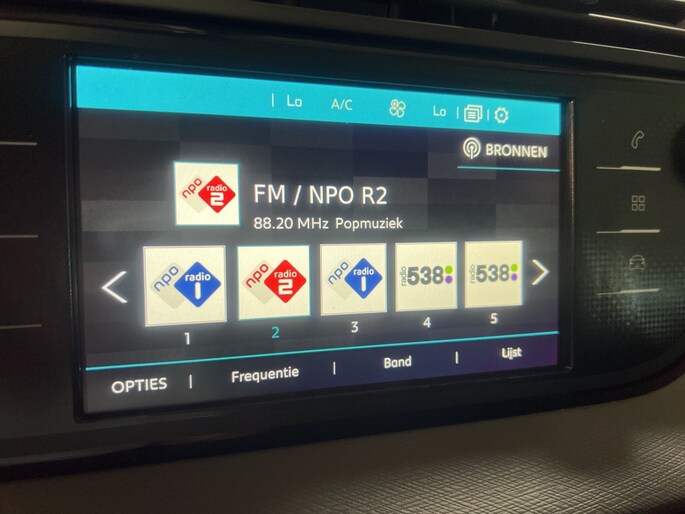 Lo A/C Lo
BRONNEN
npo radio 2
FM / NPO R2
88.20 MHz Popmuziek
npo radio 1
npo radio 2
npo radio 1
radio 538
radio 538
1 2 3 4 5
OPTIES | Frequentie | Band | Lijst